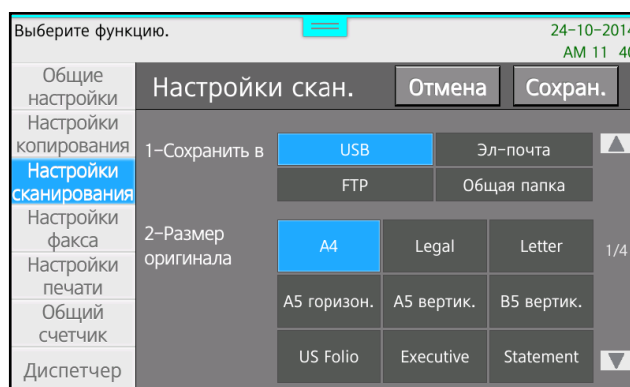 Выберите функцию.
24-10-2014
AM 11 40
Общие
настройки
Настройки
копирования
Настройки
сканирования
Настройки
факса
Настройки
печати
Общий
счетчик
Диспетчер
Настройки скан.
Отмена
Сохран.
1-Сохранить в
USB
Эл-почта
FTP
Общая папка
2-Размер
оригинала
A4
Legal
Letter
1/4
A5 горизон.
A5 вертик.
B5 вертик.
US Folio
Executive
Statement